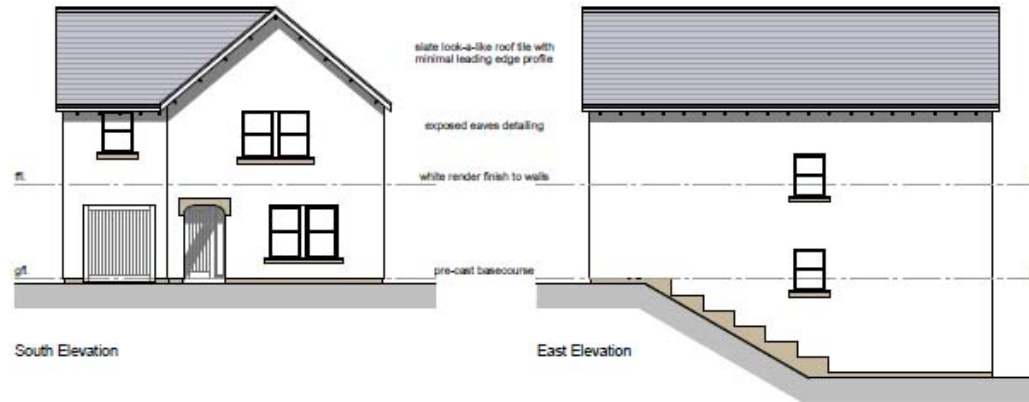 slate look-a-like roof tile with
minimal leading edge profile
exposed eaves detailing
ffl.
white render finish to walls
gfl.
pre-cast basecourse
South Elevation
East Elevation